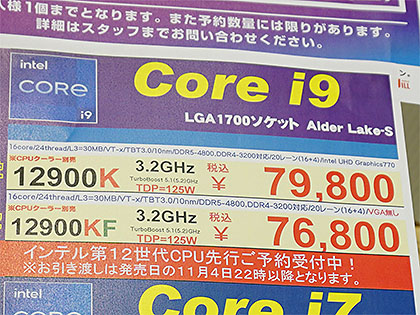 人様1個までとなります。また予約数量には限りがあります。
詳細はスタッフまでお問い合わせください。
intel
CORE
i9
Core i9
LGA1700ソケット Alder Lake-S
16core/24thread/L3=30MB/VT-x/TBT3.0/10nm/DDR5-4800,DDR4-3200対応/20レーン(16+4)/Intel UHD Graphics770
※CPUクーラー別売
12900K
3.2GHz
TurboBoost 5.1(5.2)GHz
TDP=125W
税込
¥
79,800
16core/24thread/L3=30MB/VT-x/TBT3.0/10nm/DDR5-4800,DDR4-3200対応/20レーン(16+4)/VGA無し
※CPUクーラー別売
12900KF
3.2GHz
TurboBoost 5.1(5.2)GHz
TDP=125W
税込
¥
76,800
インテル第12世代CPU先行ご予約受付中!
※お引き渡しは発売日の11月4日22時以降となります。
intel
Core i7